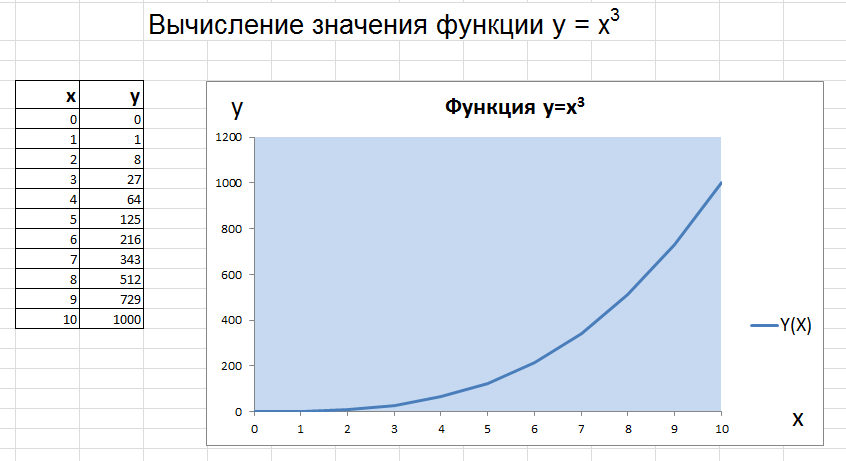 Вычисление значения функции y = x³
x y
0 0
1 1
2 8
3 27
4 64
5 125
6 216
7 343
8 512
9 729
10 1000
y
Функция y=x³
1200
1000
800
600
400
200
0
0 1 2 3 4 5 6 7 8 9 10
Y(X)
x